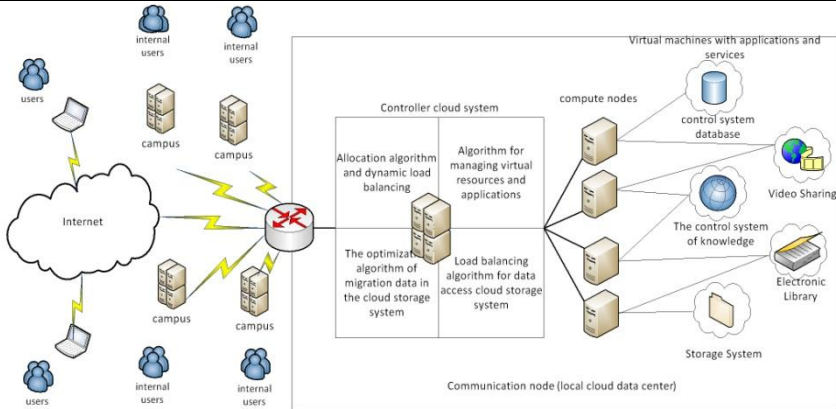 internal
users
internal
users
users
campus
campus
Internet
campus
campus
users
internal
users
internal
users
Virtual machines with applications and
services
Controller cloud system
compute nodes
Allocation algorithm
and dynamic load
balancing
Algorithm for
managing virtual
resources and
applications
The optimizat
algorithm of
migration data in
the cloud storage
system
Load balancing
algorithm for data
access cloud storage
system
control system
database
Video Sharing
The control system
of knowledge
Electronic
Library
Storage System
Communication node (local cloud data center)